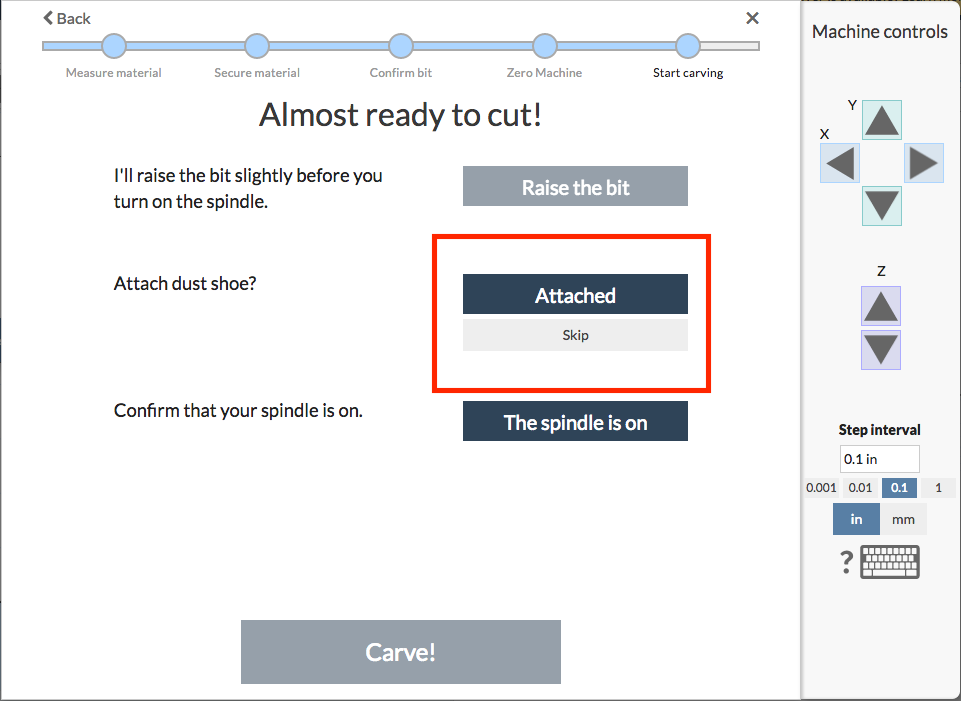 Back
Measure material
Secure material
Confirm bit
Zero Machine
Start carving
Almost ready to cut!
I'll raise the bit slightly before you
turn on the spindle.
Raise the bit
Attach dust shoe?
Attached
Skip
Confirm that your spindle is on.
The spindle is on
Carve!
Machine controls
Y
X
Z
Step interval
0.1 in
0.001 0.01 0.1 1
in mm
?